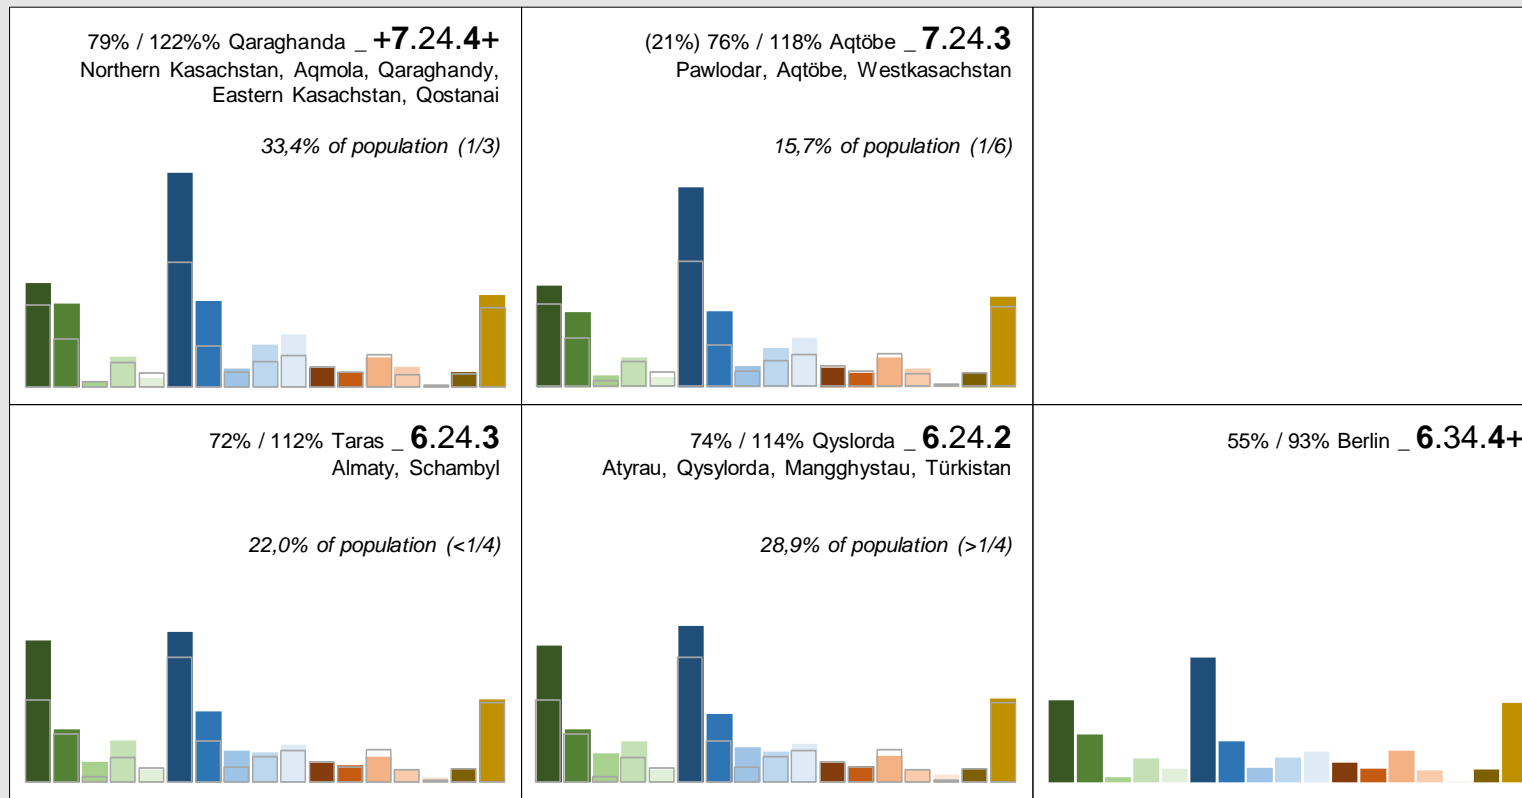 79% / 122%% Qaraghanda _ +7.24.4+
Northern Kasachstan, Aqmola, Qaraghandy,
Eastern Kasachstan, Qostanai
33,4% of population (1/3)
(21%) 76% / 118% Aqtöbe _ 7.24.3
Pawlodar, Aqtöbe, Westkasachstan
15,7% of population (1/6)
72% / 112% Taras _ 6.24.3
Almaty, Schambyl
22,0% of population (<1/4)
74% / 114% Qyslorda _ 6.24.2
Atyrau, Qysylorda, Mangghystau, Türkistan
28,9% of population (>1/4)
55% / 93% Berlin _ 6.34.4+